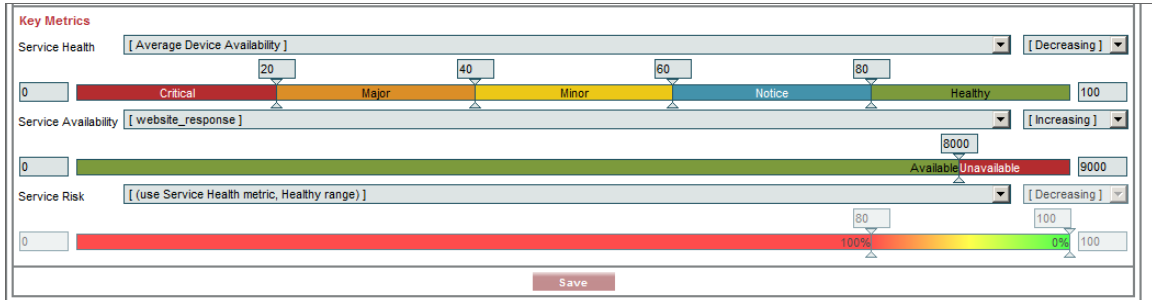 Key Metrics
Service Health [ Average Device Availability ] [ Decreasing ]
20 40 60 80
0 Critical Major Minor Notice Healthy 100
Service Availability [ website_response ] [ Increasing ]
8000
0 Available Unavailable 9000
Service Risk [ (use Service Health metric, Healthy range) ] [ Decreasing ]
80 100
0 100% 0% 100
Save